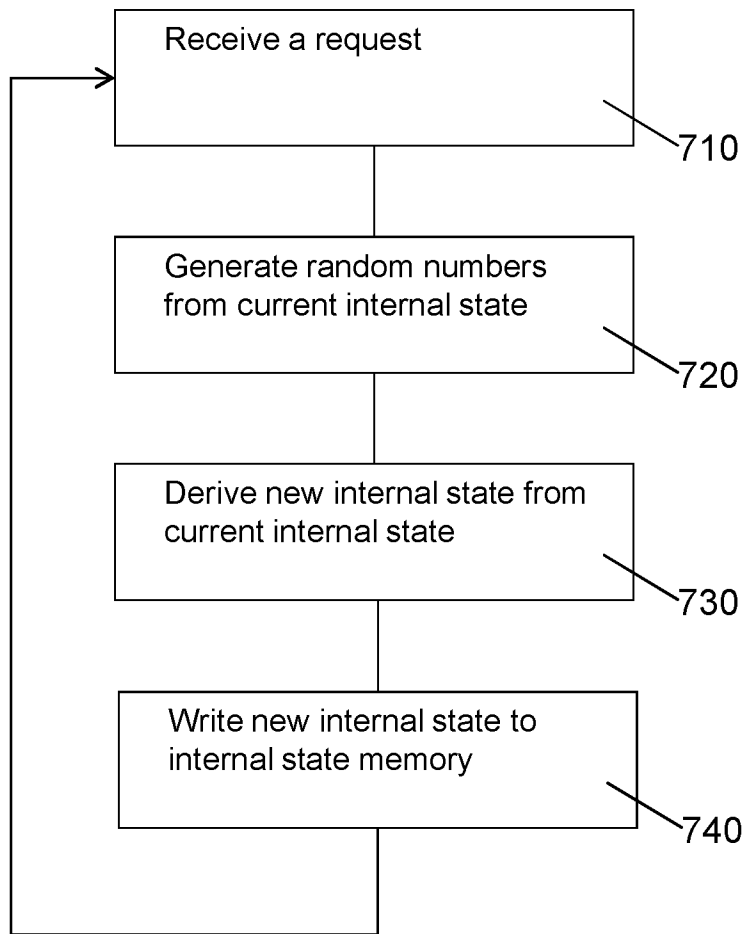 Receive a request
710
Generate random numbers
from current internal state
720
Derive new internal state from
current internal state
730
Write new internal state to
internal state memory
740